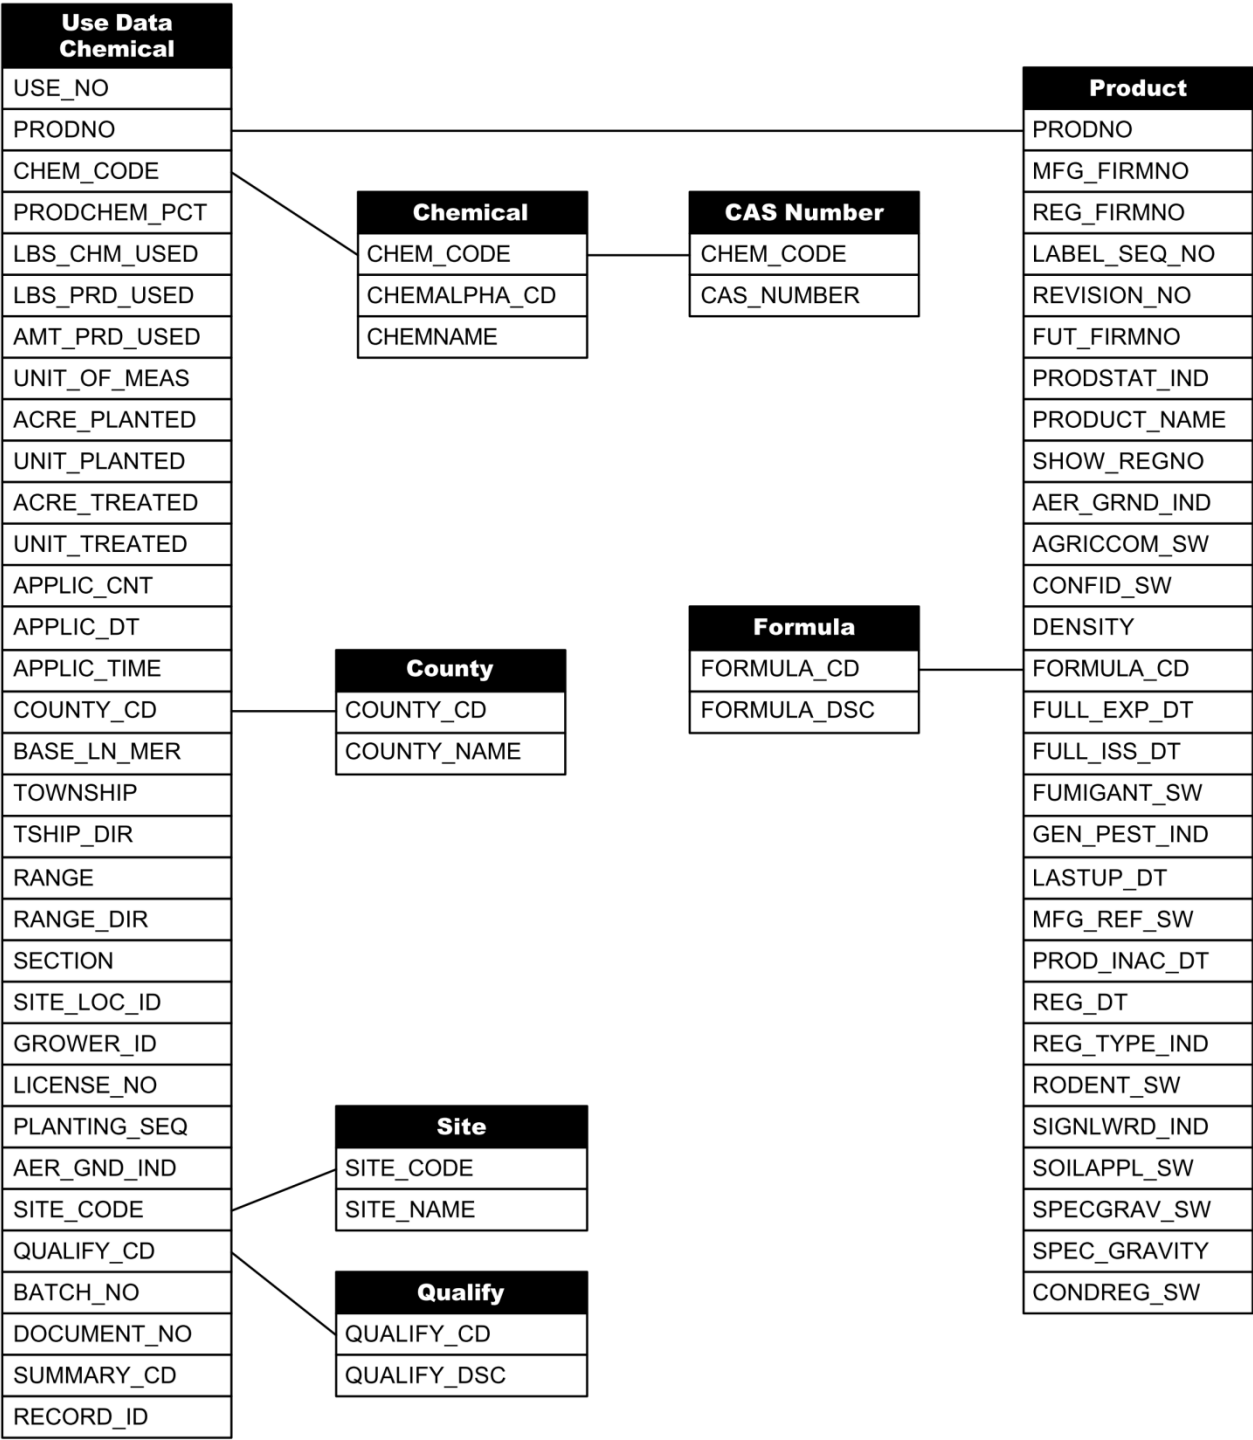 Use Data
Chemical
USE_NO
PRODNO
CHEM_CODE
PRODCHEM_PCT
LBS_CHM_USED
LBS_PRD_USED
AMT_PRD_USED
UNIT_OF_MEAS
ACRE_PLANTED
UNIT_PLANTED
ACRE_TREATED
UNIT_TREATED
APPLIC_CNT
APPLIC_DT
APPLIC_TIME
COUNTY_CD
BASE_LN_MER
TOWNSHIP
TSHIP_DIR
RANGE
RANGE_DIR
SECTION
SITE_LOC_ID
GROWER_ID
LICENSE_NO
PLANTING_SEQ
AER_GND_IND
SITE_CODE
QUALIFY_CD
BATCH_NO
DOCUMENT_NO
SUMMARY_CD
RECORD_ID
Chemical
CHEM_CODE
CHEMALPHA_CD
CHEMNAME
CAS Number
CHEM_CODE
CAS_NUMBER
County
COUNTY_CD
COUNTY_NAME
Formula
FORMULA_CD
FORMULA_DSC
Site
SITE_CODE
SITE_NAME
Qualify
QUALIFY_CD
QUALIFY_DSC
Product
PRODNO
MFG_FIRMNO
REG_FIRMNO
LABEL_SEQ_NO
REVISION_NO
FUT_FIRMNO
PRODSTAT_IND
PRODUCT_NAME
SHOW_REGNO
AER_GRND_IND
AGRICCOM_SW
CONFID_SW
DENSITY
FORMULA_CD
FULL_EXP_DT
FULL_ISS_DT
FUMIGANT_SW
GEN_PEST_IND
LASTUP_DT
MFG_REF_SW
PROD_INAC_DT
REG_DT
REG_TYPE_IND
RODENT_SW
SIGNLWRD_IND
SOILAPPL_SW
SPECGRAV_SW
SPEC_GRAVITY
CONDREG_SW